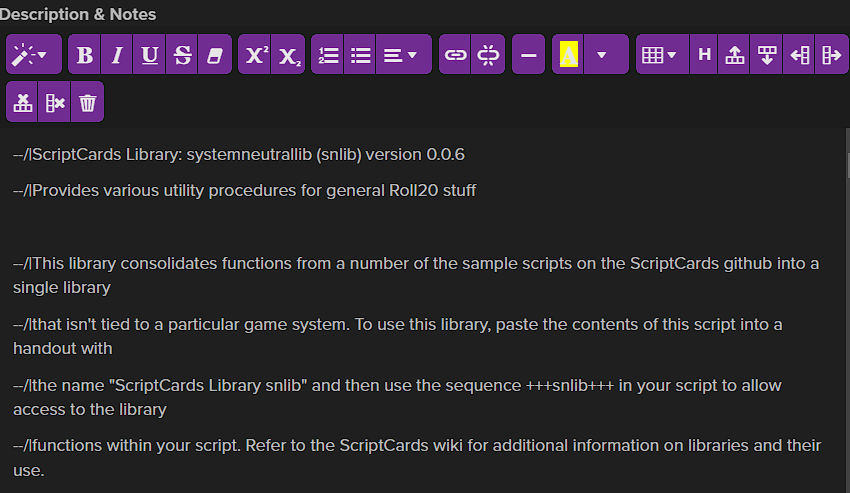 Description & Notes
B I U S X² X₂
A H
--/|ScriptCards Library: systemneutrallib (snlib) version 0.0.6
--/|Provides various utility procedures for general Roll20 stuff
--/|This library consolidates functions from a number of the sample scripts on the ScriptCards github into a
single library
--/|that isn't tied to a particular game system. To use this library, paste the contents of this script into a
handout with
--/|the name "ScriptCards Library snlib" and then use the sequence +++snlib+++ in your script to allow
access to the library
--/|functions within your script. Refer to the ScriptCards wiki for additional information on libraries and their
use.